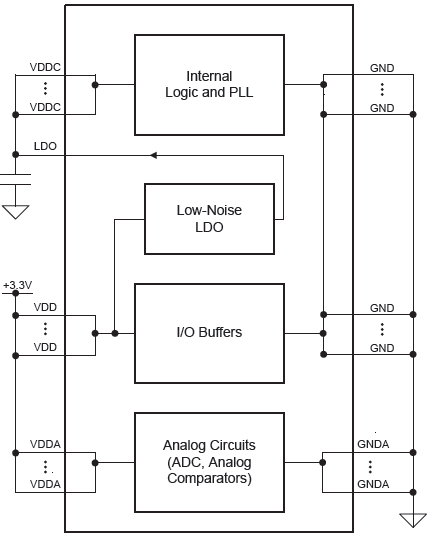 VDDC
Internal
Logic and PLL
GND
VDDC
GND
LDO
Low-Noise
LDO
+3.3V
VDD
GND
I/O Buffers
VDD
GND
VDDA
Analog Circuits
(ADC, Analog
Comparators)
GNDA
VDDA
GNDA